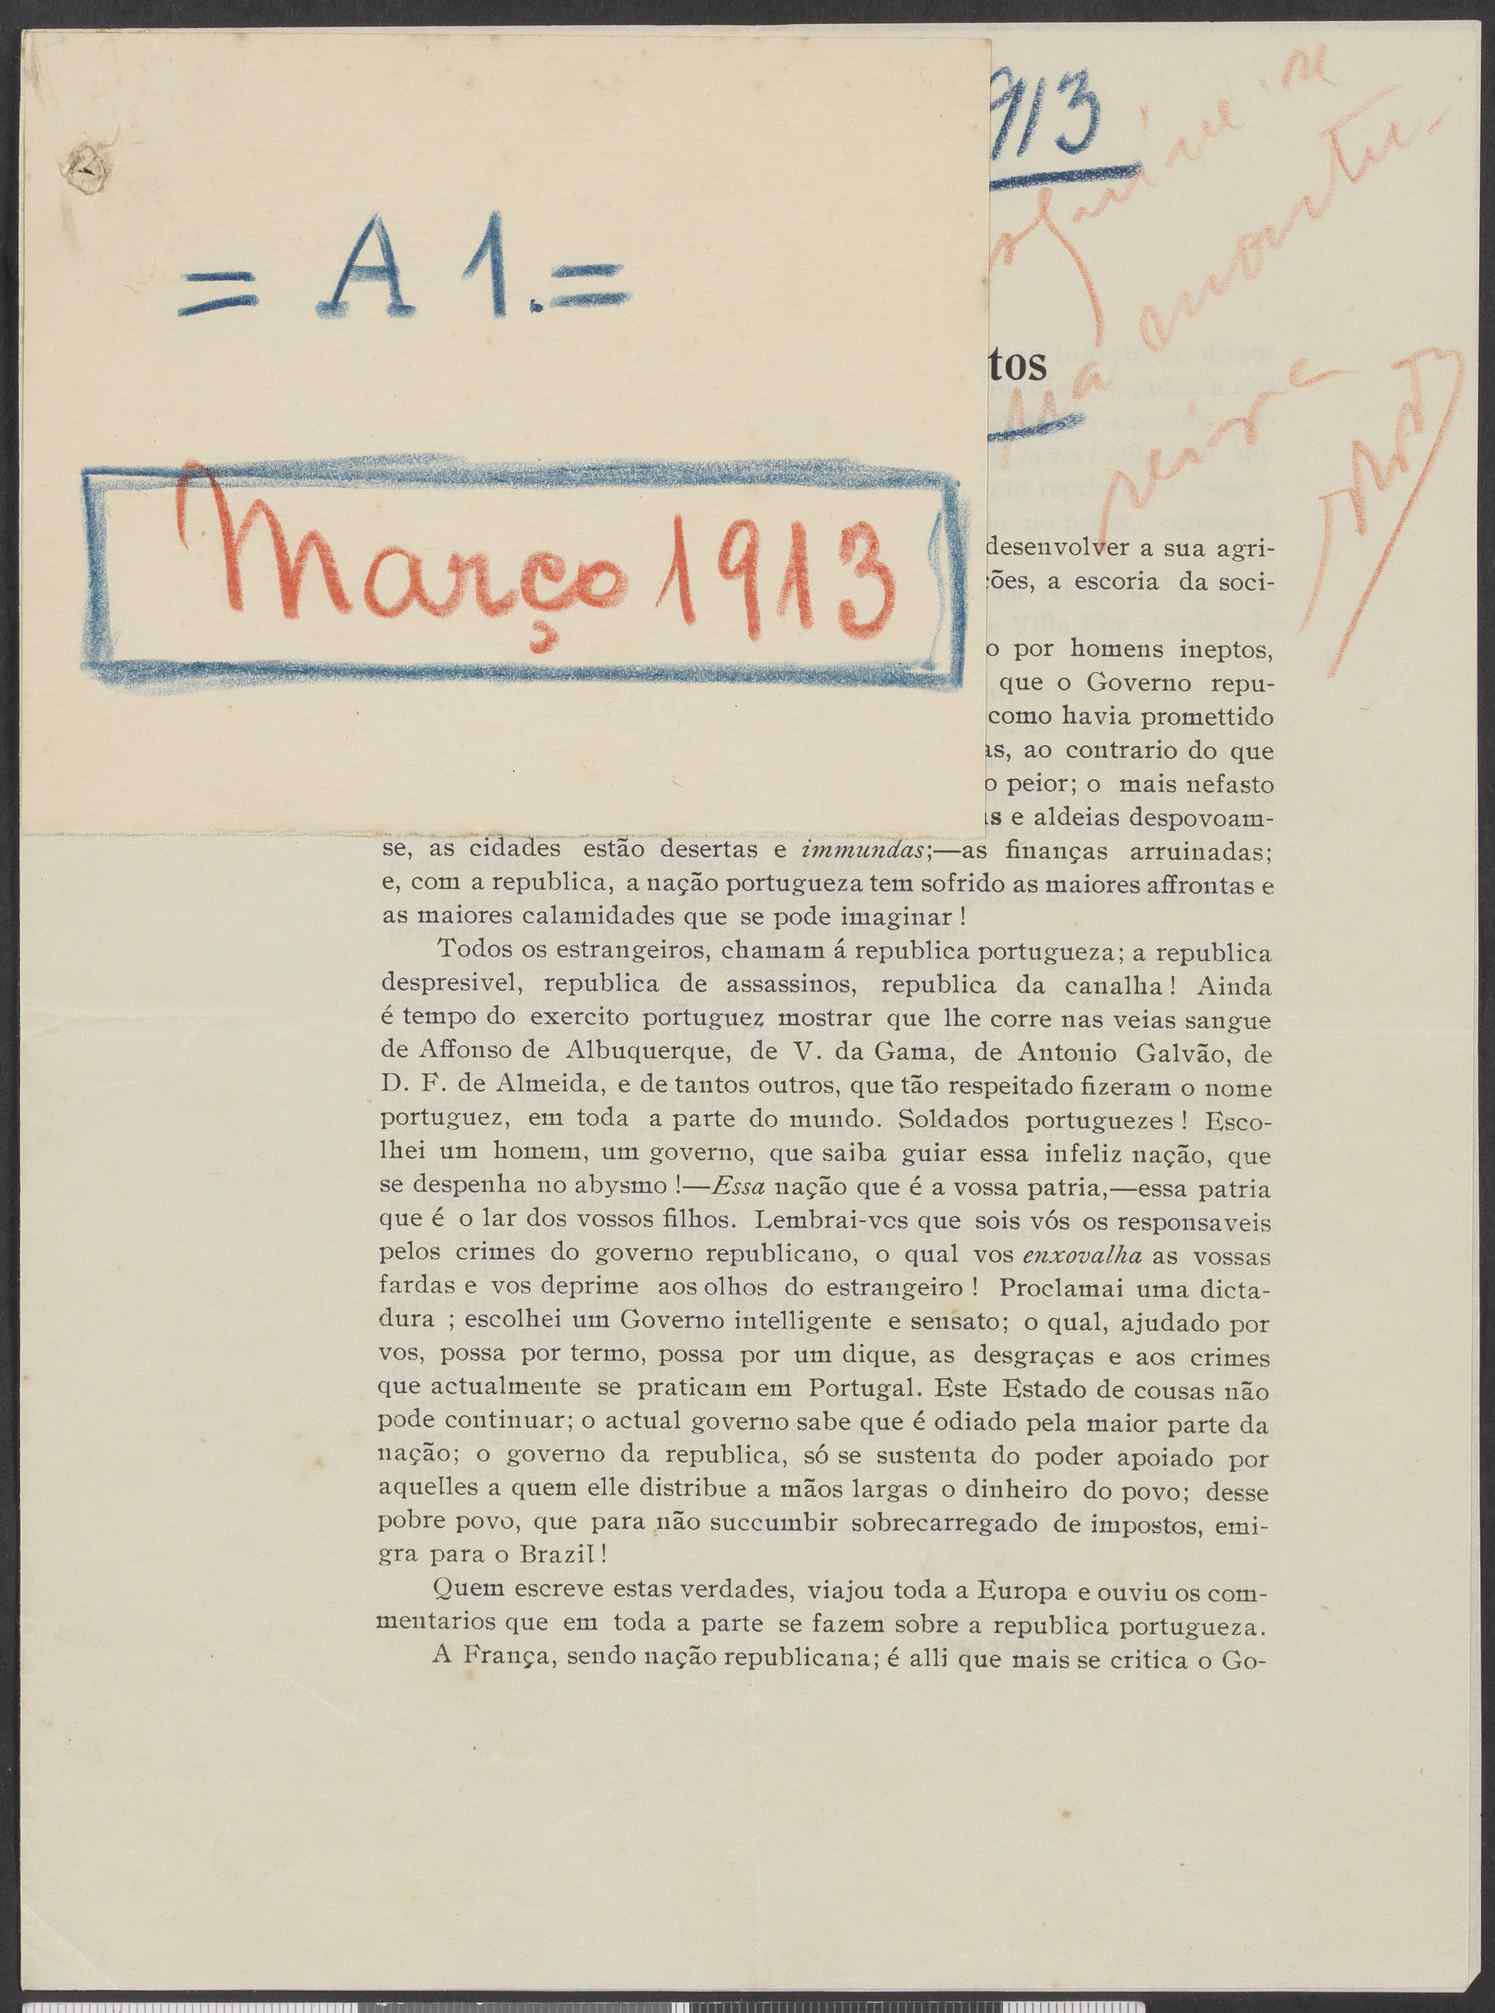 = A 1.=
Março 1913
913
tos
desenvolver a sua agri-
ções, a escoria da soci-
o por homens ineptos,
que o Governo repu-
como havia promettido
as, ao contrario do que
o peior; o mais nefasto
as e aldeias despovoam-
se, as cidades estão desertas e immundas;—as finanças arruinadas;
e, com a republica, a nação portugueza tem sofrido as maiores affrontas e
as maiores calamidades que se pode imaginar !
Todos os estrangeiros, chamam á republica portugueza; a republica
despresivel, republica de assassinos, republica da canalha ! Ainda
é tempo do exercito portuguez mostrar que lhe corre nas veias sangue
de Affonso de Albuquerque, de V. da Gama, de Antonio Galvão, de
D. F. de Almeida, e de tantos outros, que tão respeitado fizeram o nome
portuguez, em toda a parte do mundo. Soldados portuguezes ! Esco-
lhei um homem, um governo, que saiba guiar essa infeliz nação, que
se despenha no abysmo !—Essa nação que é a vossa patria,—essa patria
que é o lar dos vossos filhos. Lembrai-vcs que sois vós os responsaveis
pelos crimes do governo republicano, o qual vos enxovalha as vossas
fardas e vos deprime aos olhos do estrangeiro ! Proclamai uma dicta-
dura ; escolhei um Governo intelligente e sensato; o qual, ajudado por
vos, possa por termo, possa por um dique, as desgraças e aos crimes
que actualmente se praticam em Portugal. Este Estado de cousas não
pode continuar; o actual governo sabe que é odiado pela maior parte da
nação; o governo da republica, só se sustenta do poder apoiado por
aquelles a quem elle distribue a mãos largas o dinheiro do povo; desse
pobre povo, que para não succumbir sobrecarregado de impostos, emi-
gra para o Brazil !
Quem escreve estas verdades, viajou toda a Europa e ouviu os com-
mentarios que em toda a parte se fazem sobre a republica portugueza.
A França, sendo nação republicana; é alli que mais se critica o Go-